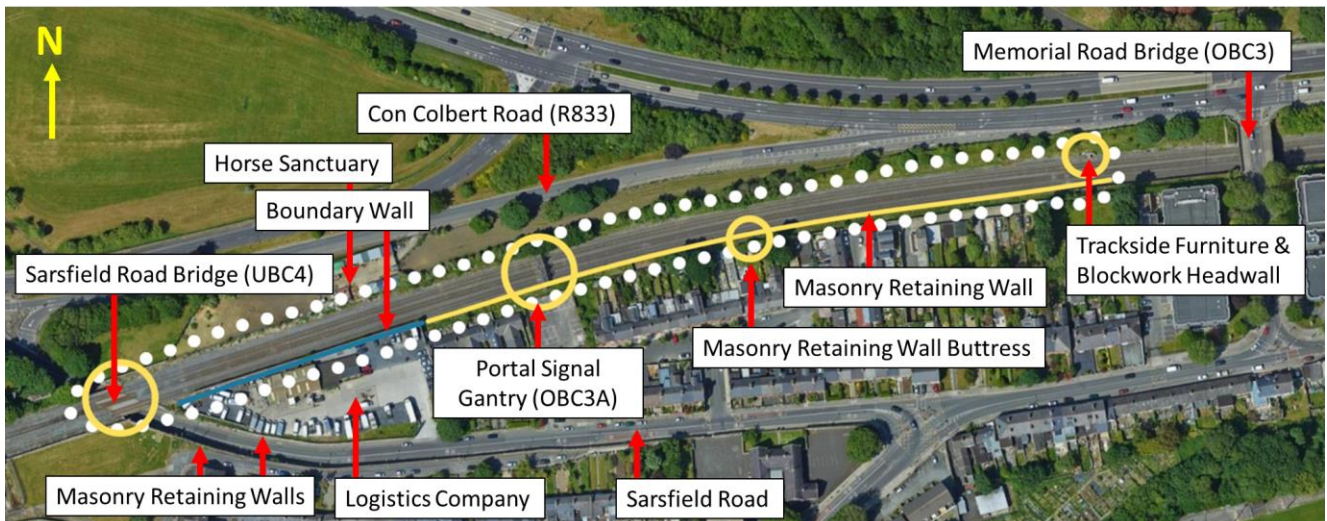 N
Memorial Road Bridge (OBC3)
Con Colbert Road (R833)
Horse Sanctuary
Boundary Wall
Sarsfield Road Bridge (UBC4)
Trackside Furniture &
Blockwork Headwall
Masonry Retaining Wall
Masonry Retaining Wall Buttress
Portal Signal
Gantry (OBC3A)
Masonry Retaining Walls
Logistics Company
Sarsfield Road